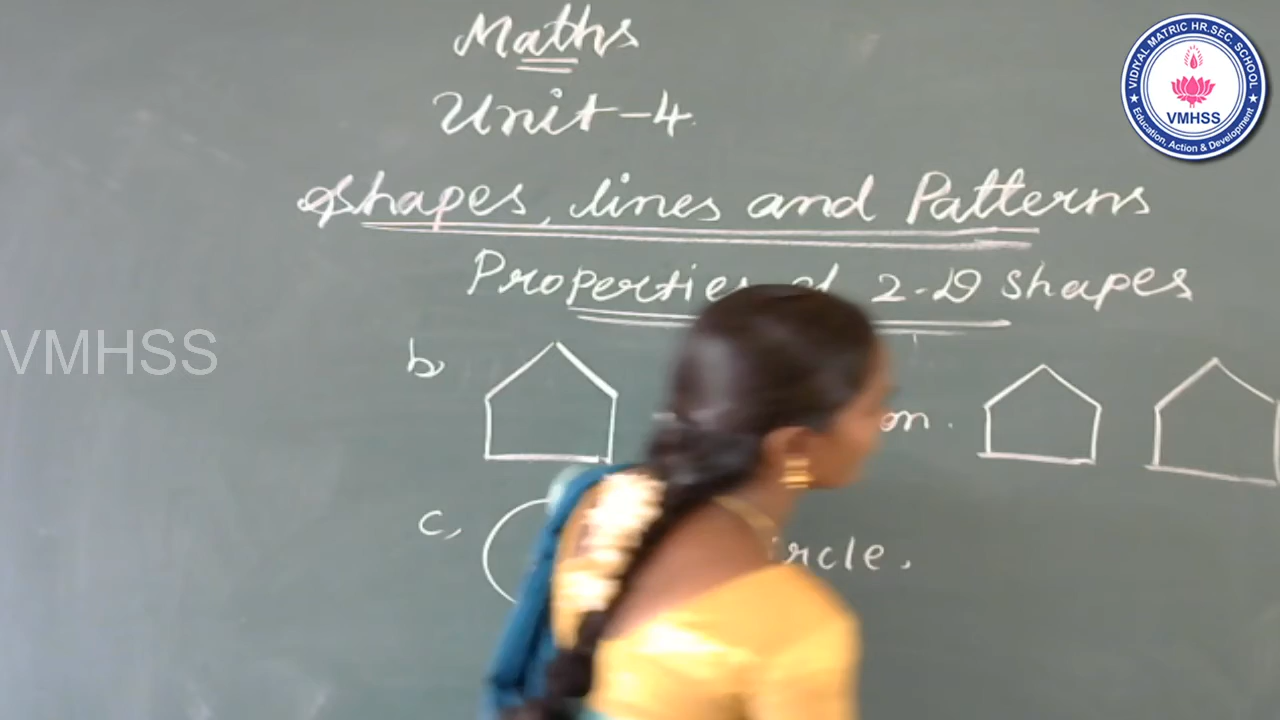 Maths
Unit-4
Shapes, lines and Patterns
Properties of 2-D shapes
b,
on.
c,
ircle,
VIDIYAL MATRIC HR.SEC. SCHOOL
VMHSS
Education, Action & Development
VMHSS